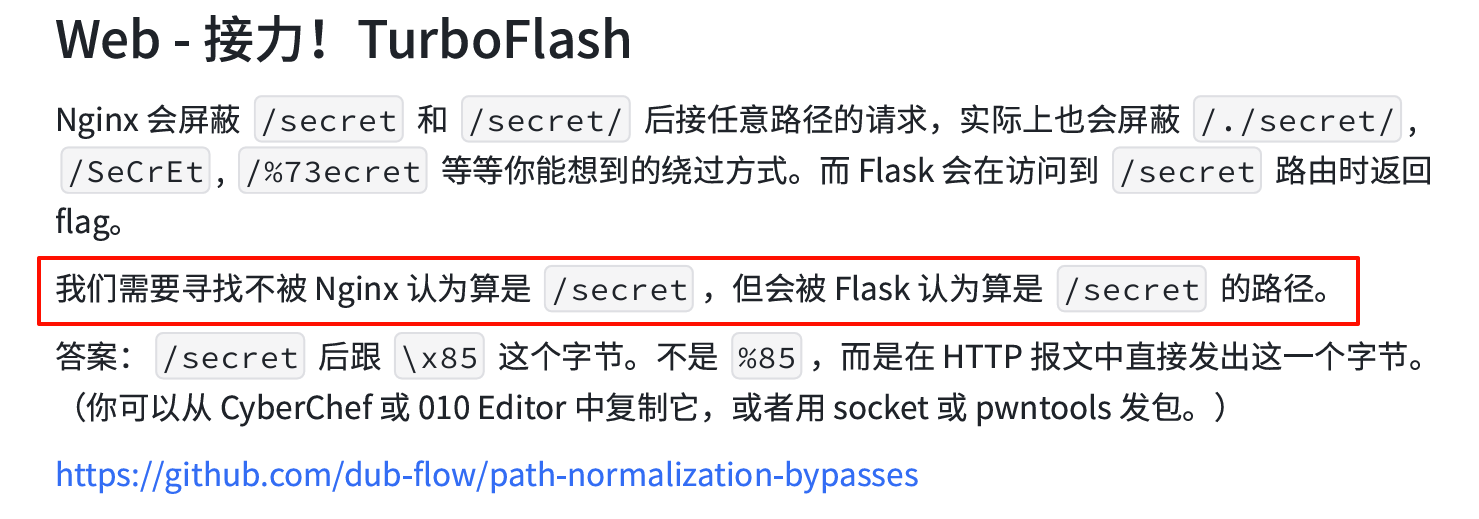 Web - 接力！TurboFlash
Nginx 会屏蔽 /secret 和 /secret/ 后接任意路径的请求，实际上也会屏蔽 /./secret/，
/SeCrEt，/%73ecret 等等你能想到的绕过方式。而 Flask 会在访问到 /secret 路由时返回
flag。
我们需要寻找不被 Nginx 认为算是 /secret，但会被 Flask 认为算是 /secret 的路径。
答案： /secret 后跟 \x85 这个字节。不是 %85，而是在 HTTP 报文中直接发出这一个字节。
（你可以从 CyberChef 或 010 Editor 中复制它，或者用 socket 或 pwntools 发包。）
https://github.com/dub-flow/path-normalization-bypasses